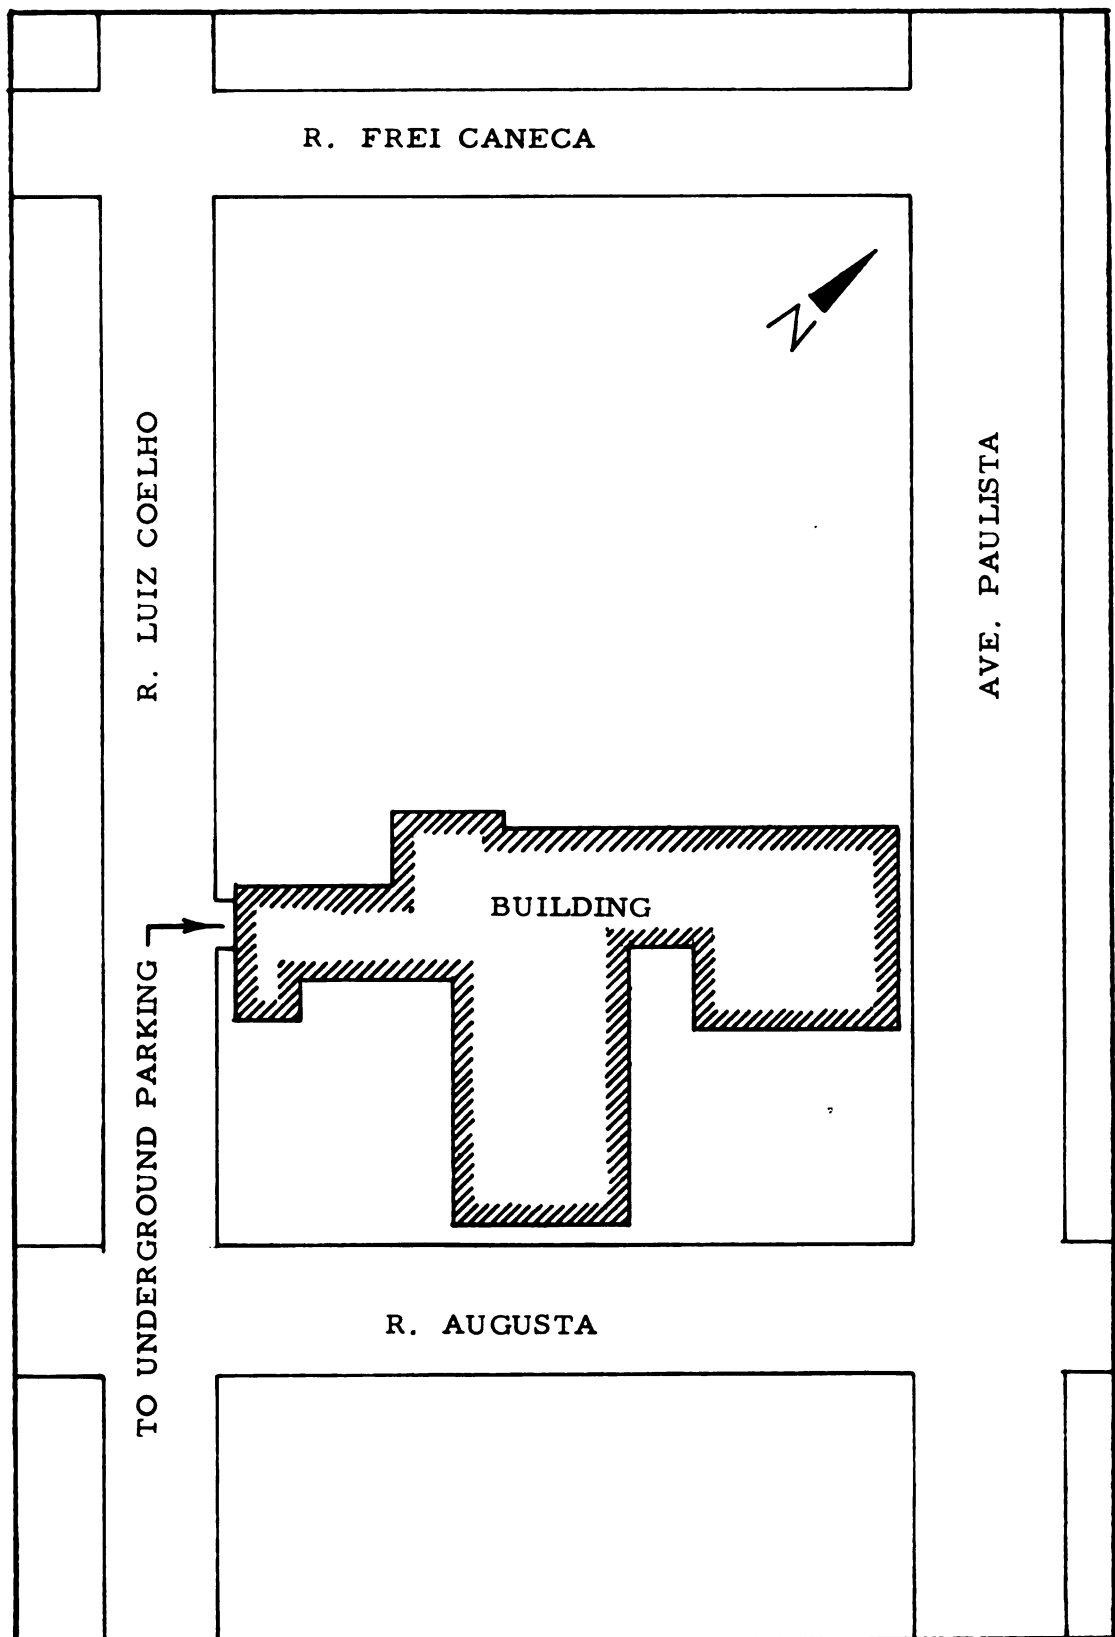 R. FREI CANECA
N
R. LUIZ COELHO
AVE. PAULISTA
BUILDING
TO UNDERGROUND PARKING
R. AUGUSTA